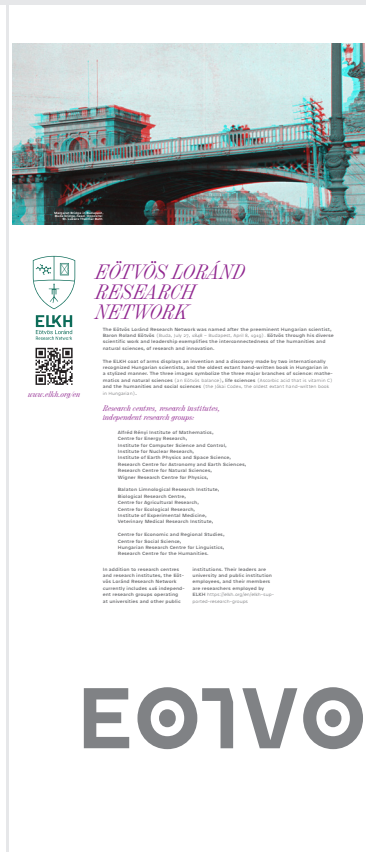 EÖTVÖS LORÁND
RESEARCH
NETWORK
ELKH
Eötvös Loránd
Research Network
www.elkh.org/en
The Eötvös Loránd Research Network was named after the preeminent Hungarian scientist,
Baron Roland Eötvös (Buda, July 27, 1848 – Budapest, April 8, 1919). Eötvös through his diverse
scientific work and leadership exemplifies the interconnectedness of the humanities and
natural sciences, of research and innovation.
The ELKH coat of arms displays an invention and a discovery made by two internationally
recognized Hungarian scientists, and the oldest extant hand-written book in Hungarian in
a stylized manner. The three images symbolize the three major branches of science: mathe-
matics and natural sciences (an Eötvös balance), life-sciences (Ascorbic acid that is vitamin C)
and the humanities and social sciences (the Jókai Codex, the oldest extant hand-written book
in Hungarian).
Research centres, research institutes,
independent research groups:
Alfréd Rényi Institute of Mathematics,
Centre for Energy Research,
Institute for Computer Science and Control,
Institute for Nuclear Research,
Institute of Earth Physics and Space Science,
Research Centre for Astronomy and Earth Sciences,
Research Centre for Natural Sciences,
Wigner Research Centre for Physics,
Balaton Limnological Research Institute,
Biological Research Centre,
Centre for Agricultural Research,
Centre for Ecological Research,
Institute of Experimental Medicine,
Veterinary Medical Research Institute,
Centre for Economic and Regional Studies,
Centre for Social Science,
Hungarian Research Centre for Linguistics,
Research Centre for the Humanities.
In addition to research centres
and research institutes, the Eöt-
vös Loránd Research Network
currently includes independ-
ent research groups operating
at universities and other public
institutions. Their leaders are
university and public institution
employees, and their members
are researchers employed by
ELKH https://elkh.org/en/elkh-sup-
ported-research-groups
EOTVO